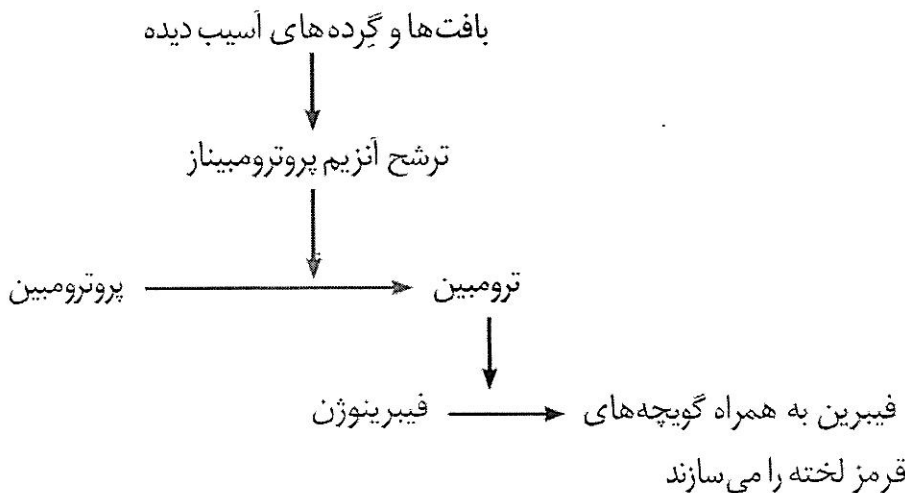 بافت‌ها و گِرده‌های آسیب دیده
ترشح آنزیم پروترومبیناز
پروترومبین
ترومبین
فیبرینوژن
فیبرین به همراه گویچه‌های
قرمز لخته را می‌سازند